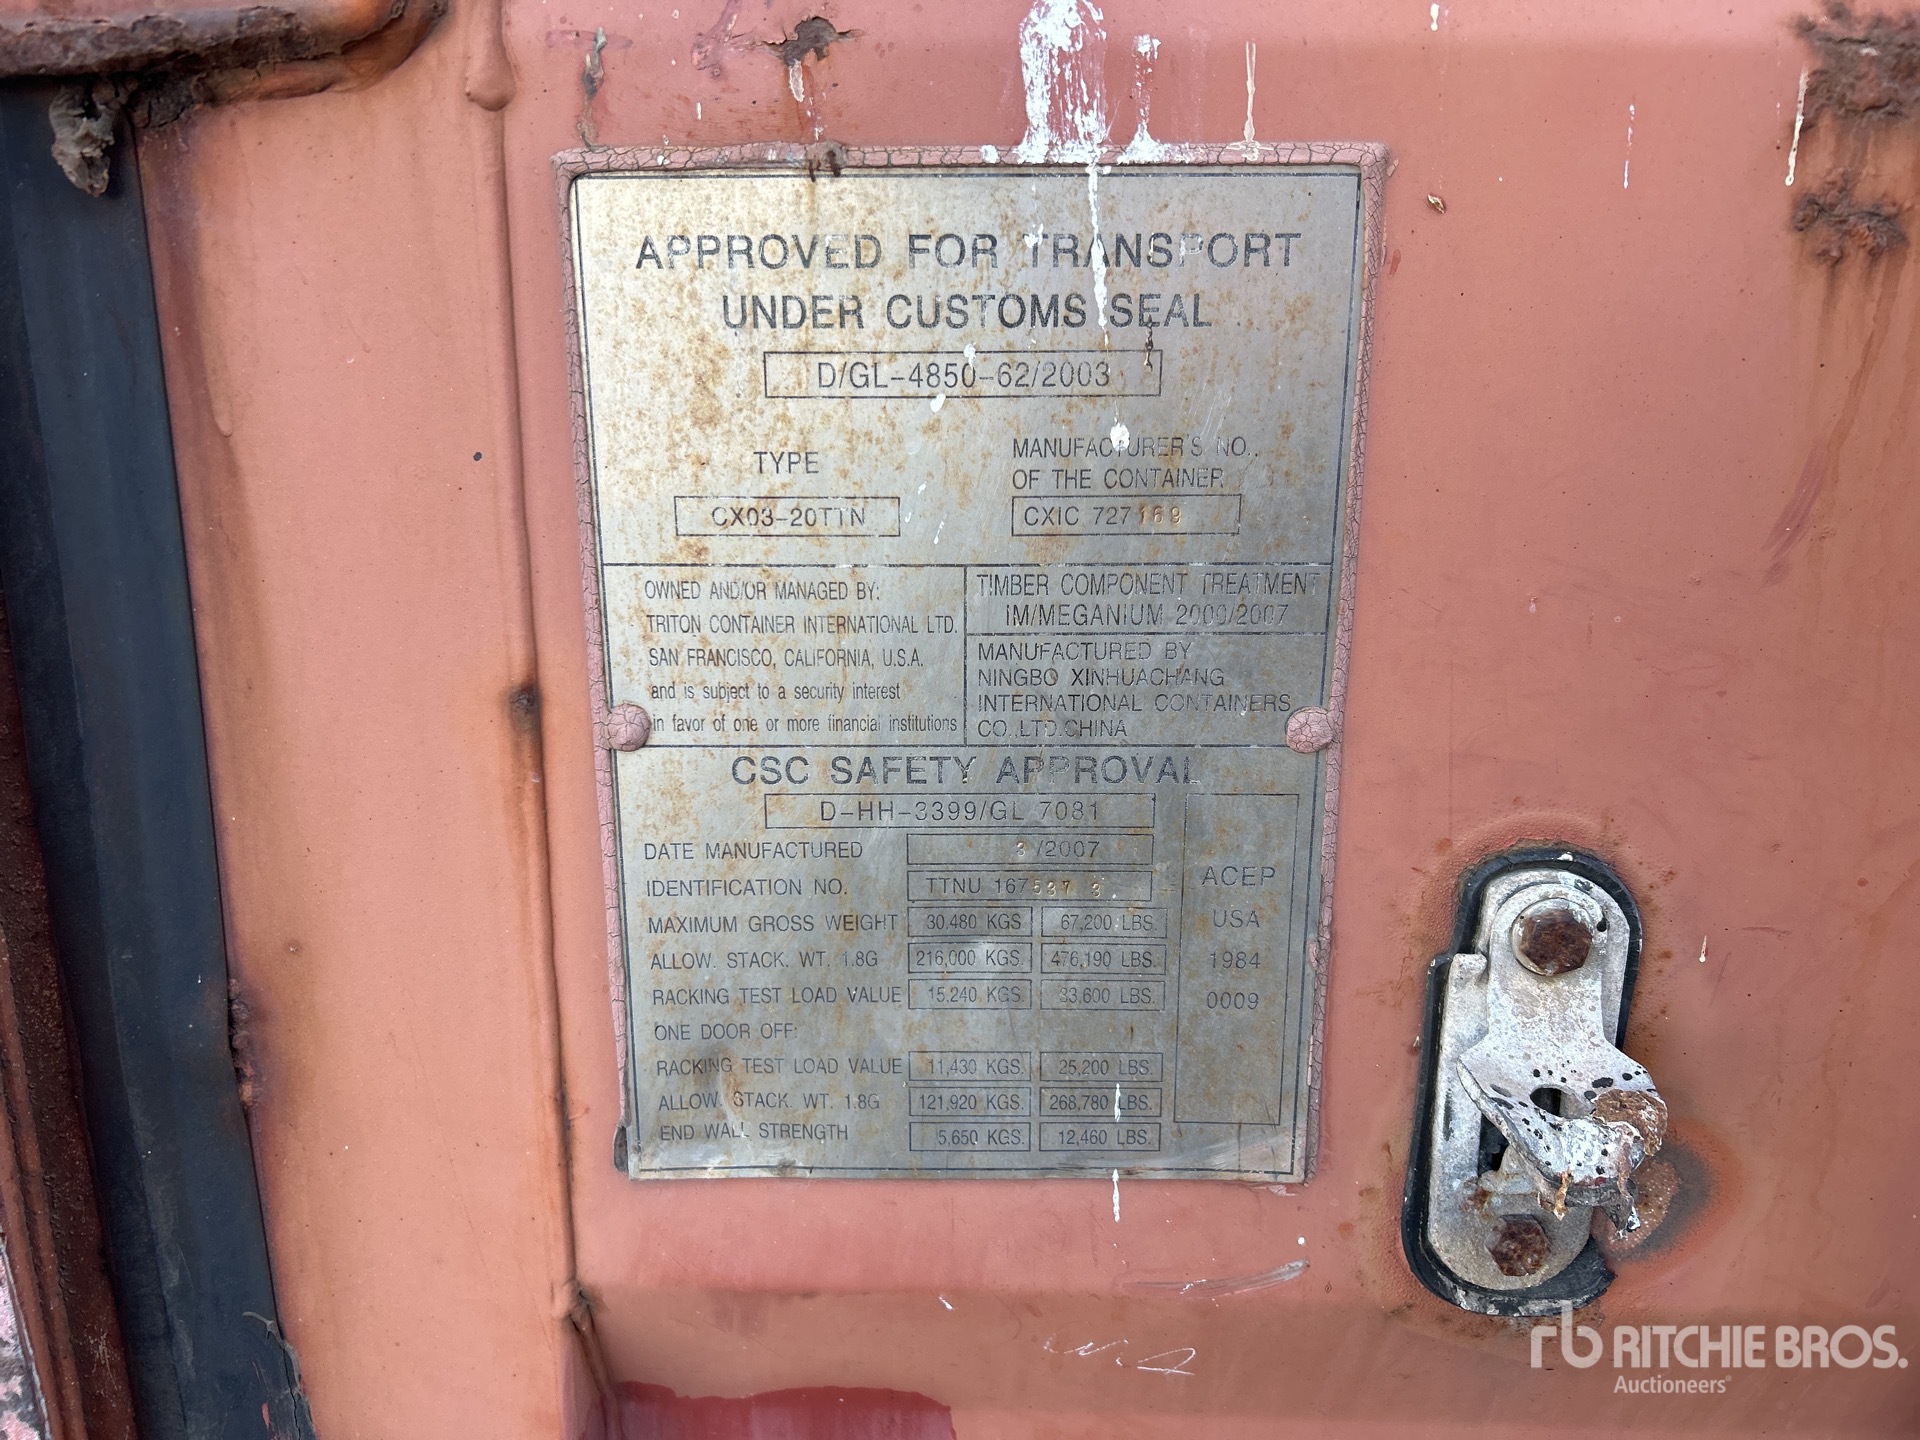 APPROVED FOR TRANSPORT
UNDER CUSTOMS SEAL
D/GL-4850-62/2003
TYPE
CX03-20TTN
MANUFACTURER'S NO.,
OF THE CONTAINER
CXIC 727169
OWNED AND/OR MANAGED BY:
TRITON CONTAINER INTERNATIONAL LTD.
SAN FRANCISCO, CALIFORNIA, U.S.A.
and is subject to a security interest
in favor of one or more financial institutions
TIMBER COMPONENT TREATMENT
IM/MEGANIUM 2000/2007
MANUFACTURED BY
NINGBO XINHUACHANG
INTERNATIONAL CONTAINERS
CO.,LTD.CHINA
CSC SAFETY APPROVAL
D-HH-3399/GL 7081
DATE MANUFACTURED 3/2007
IDENTIFICATION NO. TTNU 167537 3
MAXIMUM GROSS WEIGHT 30,480 KGS 67,200 LBS.
ALLOW. STACK. WT. 1.8G 216,000 KGS. 476,190 LBS.
RACKING TEST LOAD VALUE 15,240 KGS. 33,600 LBS.
ONE DOOR OFF:
RACKING TEST LOAD VALUE 11,430 KGS. 25,200 LBS.
ALLOW. STACK. WT. 1.8G 121,920 KGS. 268,780 LBS.
END WALL STRENGTH 5,650 KGS. 12,460 LBS.
ACEP
USA
1984
0009
rb RITCHIE BROS.
Auctioneers